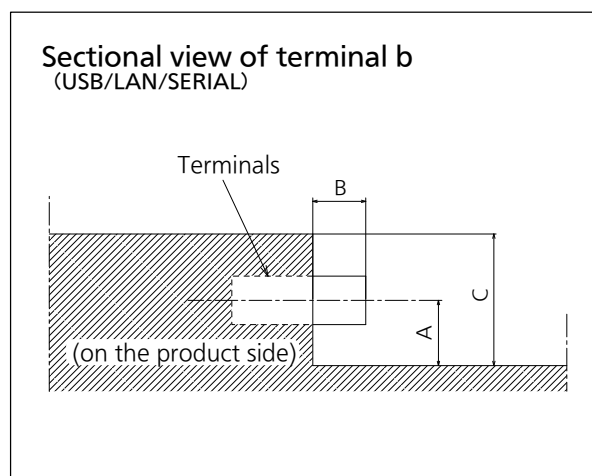 Sectional view of terminal b
(USB/LAN/SERIAL)
Terminals
B
C
A
(on the product side)